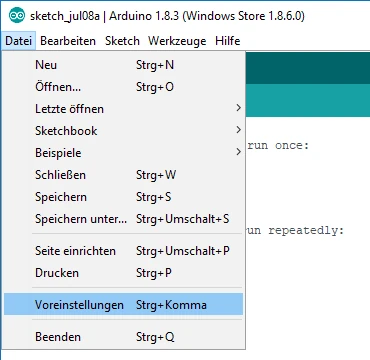 sketch_jul08a | Arduino 1.8.3 (Windows Store 1.8.6.0)
Datei Bearbeiten Sketch Werkzeuge Hilfe
Neu Strg+N
Öffnen... Strg+O
Letzte öffnen
Sketchbook
Beispiele
run once:
Schließen Strg+W
Speichern Strg+S
Speichern unter... Strg+Umschalt+S
run repeatedly:
Seite einrichten Strg+Umschalt+P
Drucken Strg+P
Voreinstellungen Strg+Komma
Beenden Strg+Q